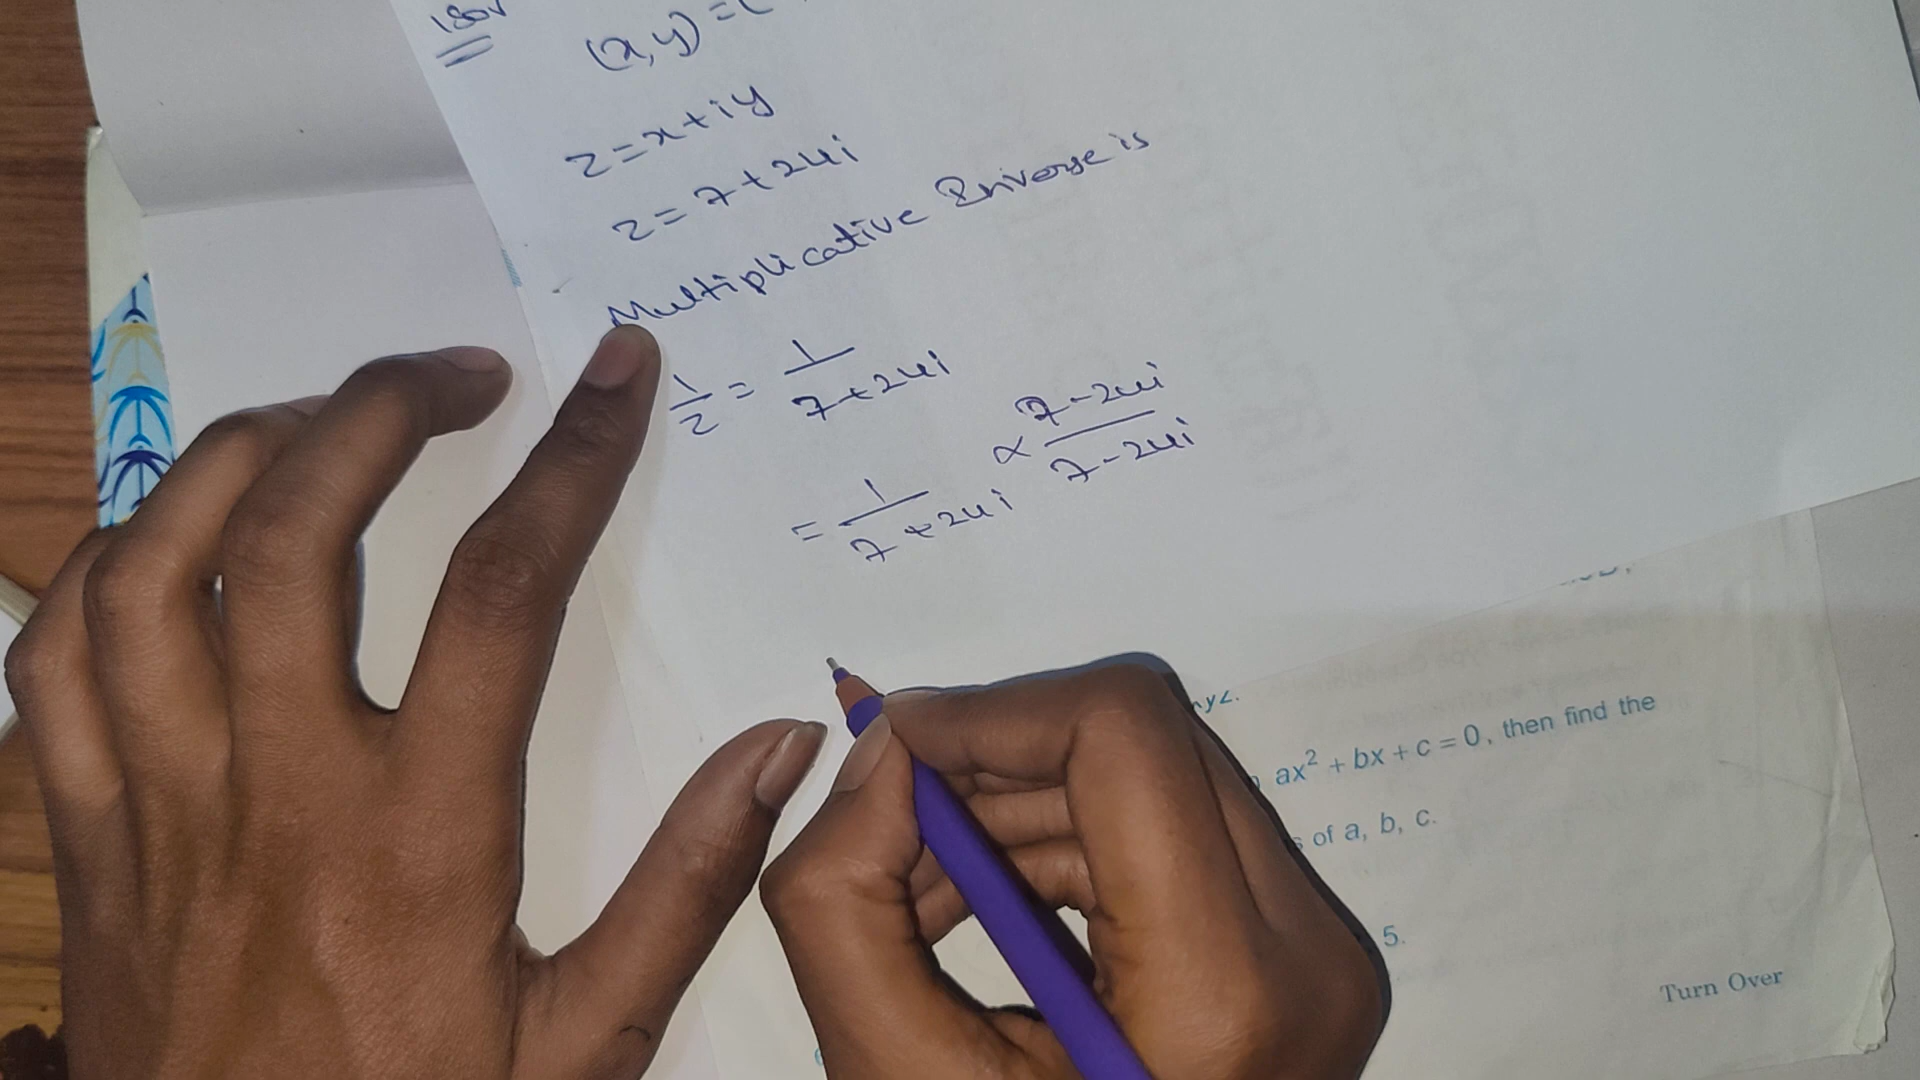 (x,y) = (
z = x + iy
z = 7 + 24i
Multiplicative Inverse is
1/z = 1/7+24i
= 1/7+24i × 7-24i/7-24i
yz.
ax² + bx + c = 0, then find the
of a, b, c.
5.
Turn Over